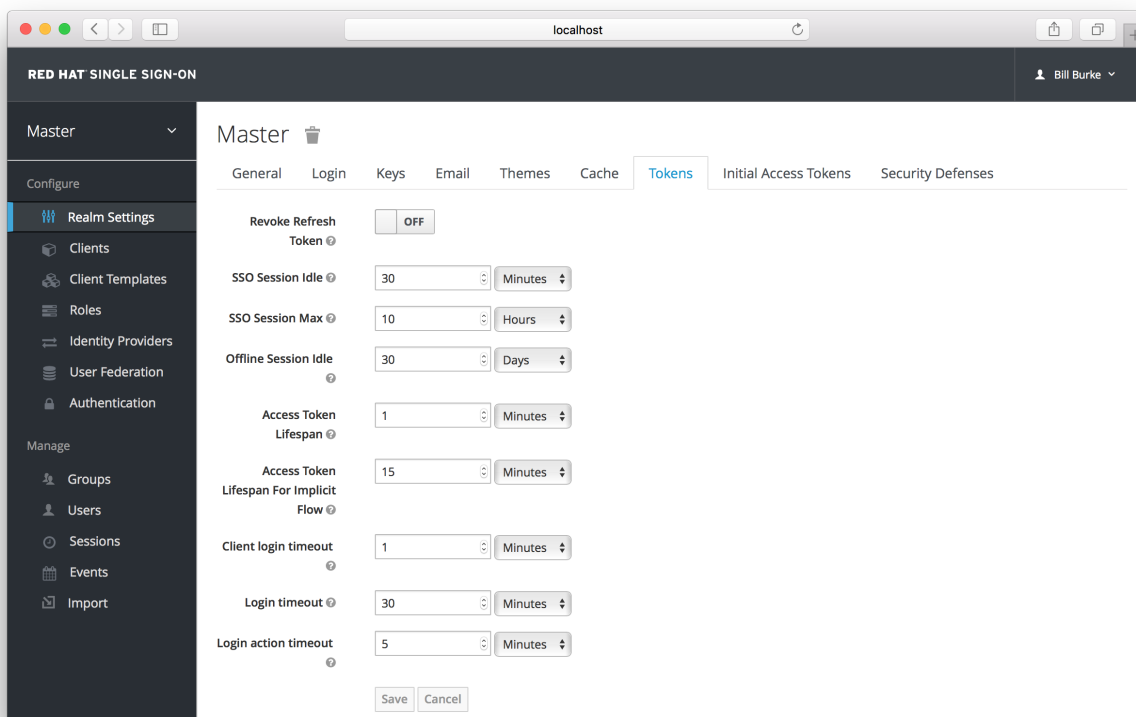 localhost
RED HAT SINGLE SIGN-ON
Bill Burke
Master
Configure
Realm Settings
Clients
Client Templates
Roles
Identity Providers
User Federation
Authentication
Manage
Groups
Users
Sessions
Events
Import
Master
General Login Keys Email Themes Cache Tokens Initial Access Tokens Security Defenses
Revoke Refresh
Token
OFF
SSO Session Idle
30 Minutes
SSO Session Max
10 Hours
Offline Session Idle
30 Days
Access Token
Lifespan
1 Minutes
Access Token
Lifespan For Implicit
Flow
15 Minutes
Client login timeout
1 Minutes
Login timeout
30 Minutes
Login action timeout
5 Minutes
Save Cancel